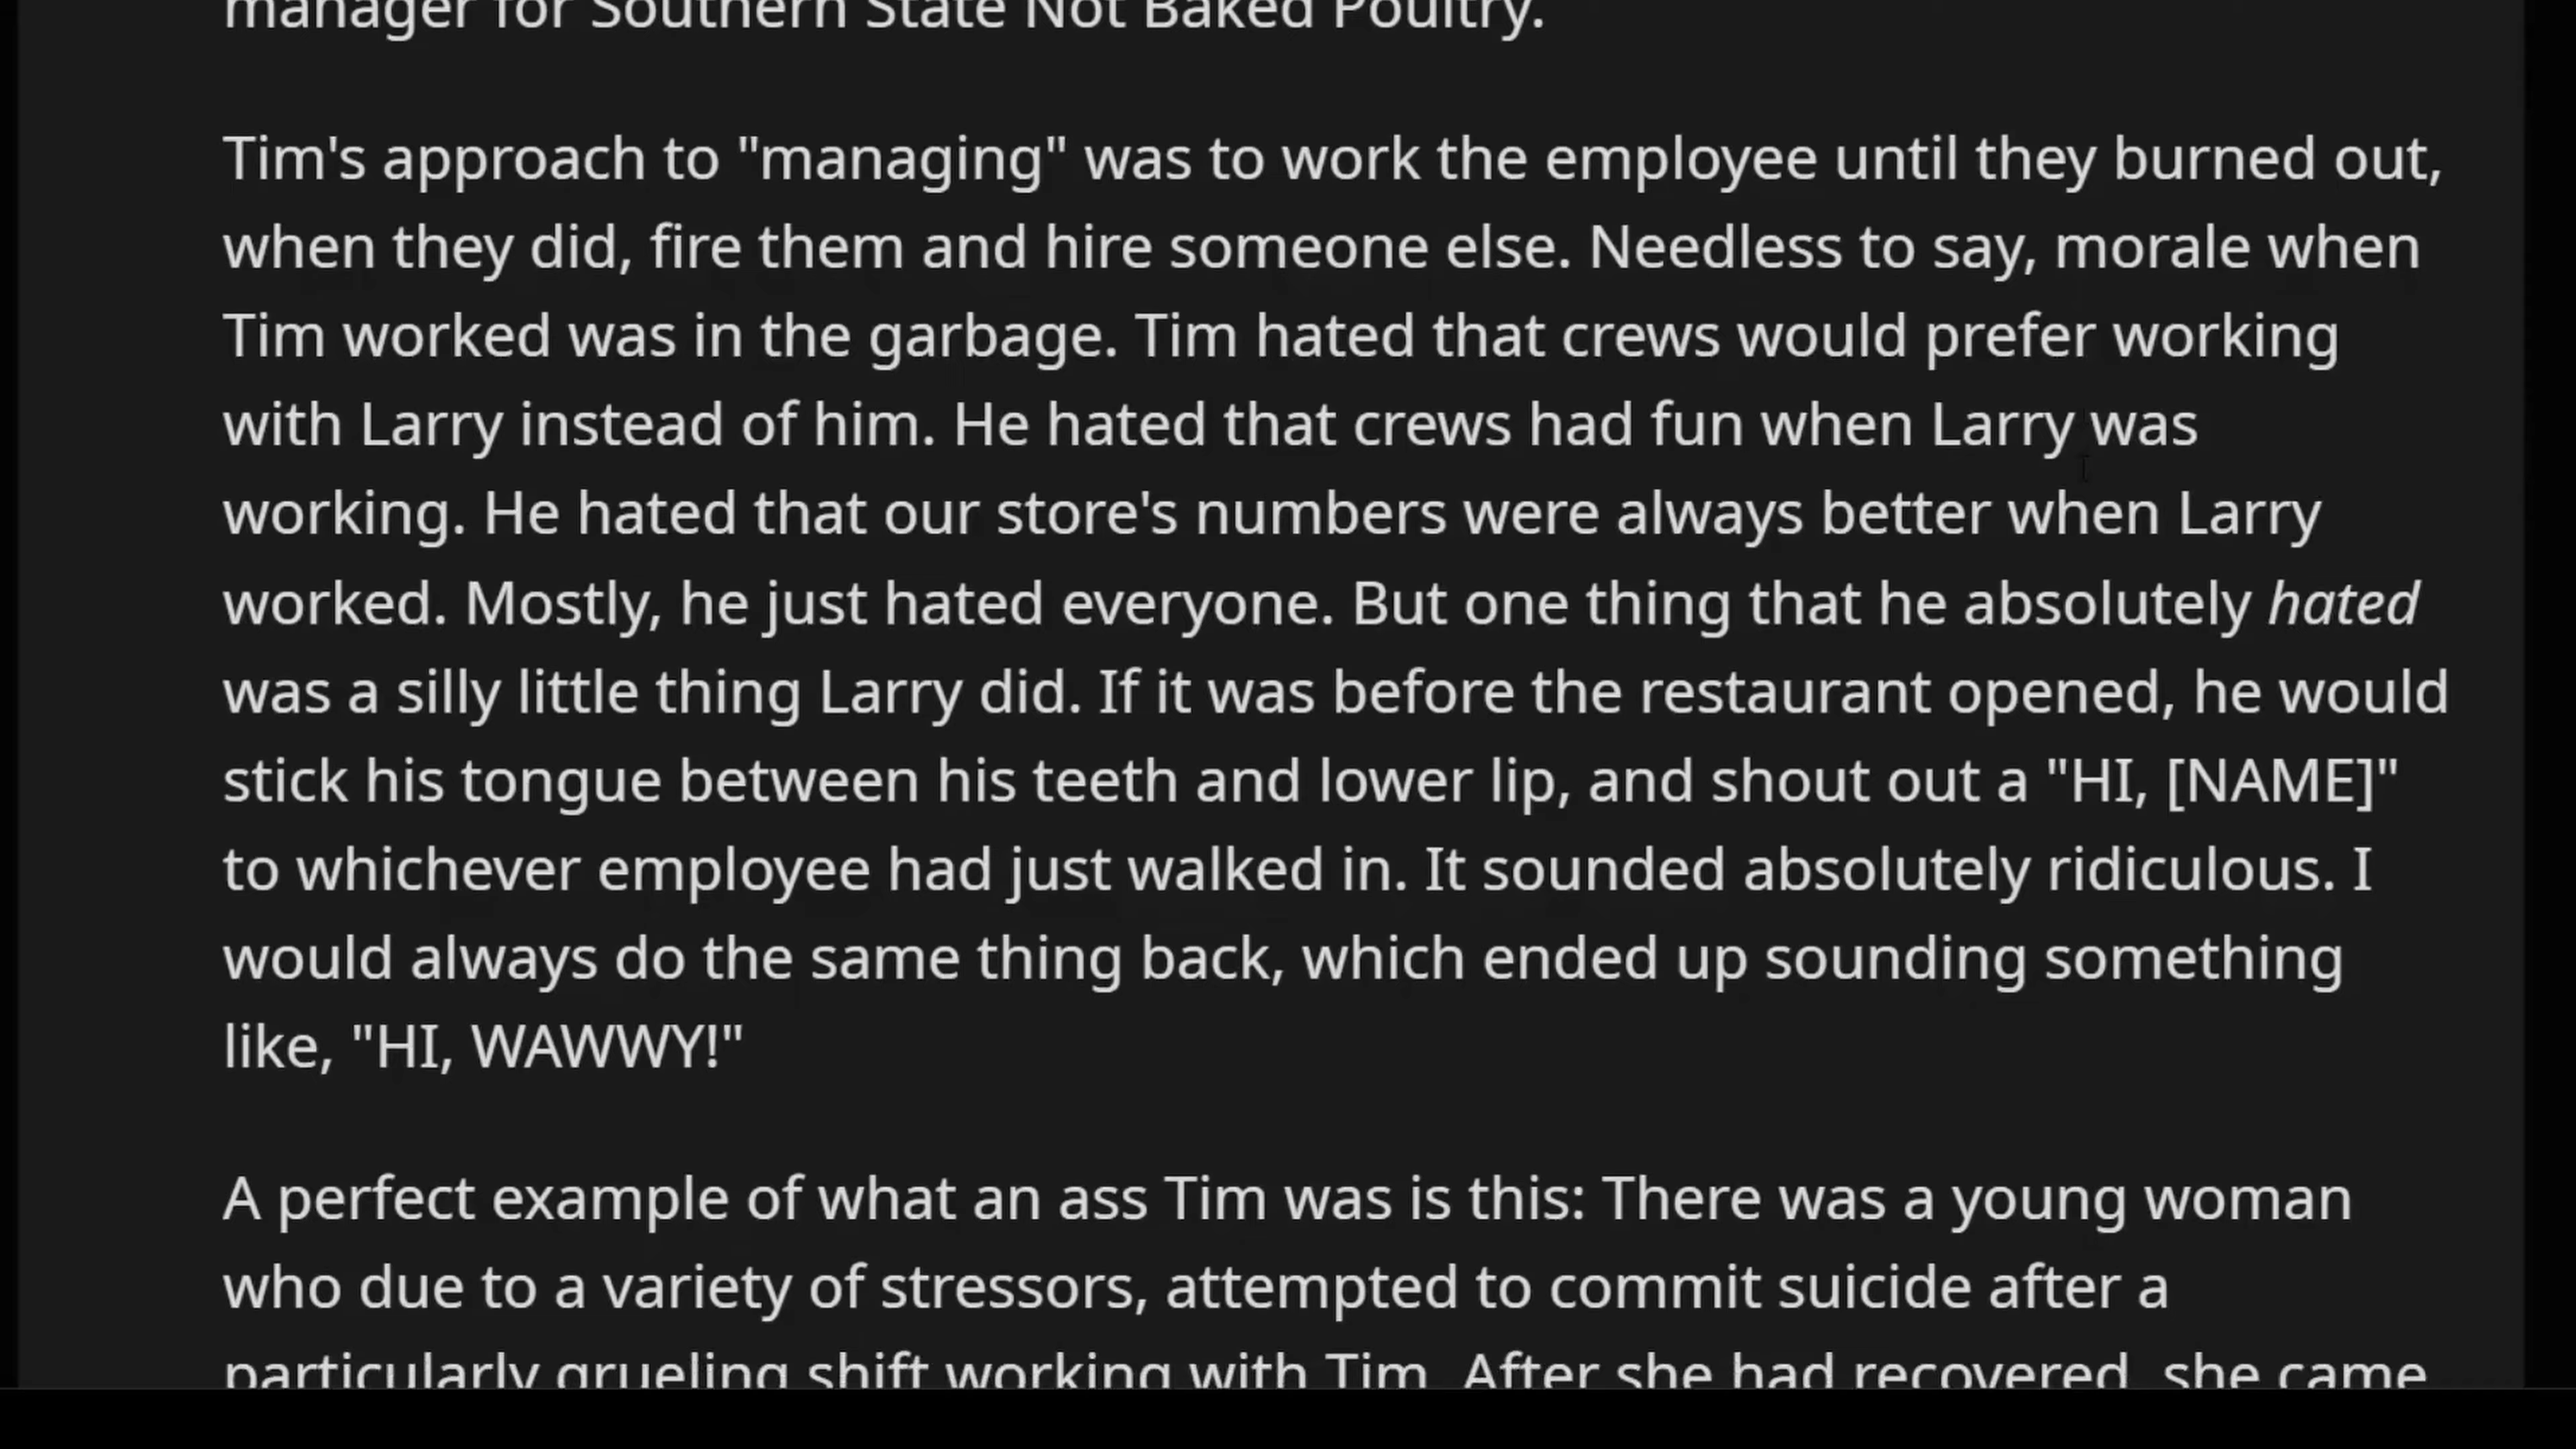 manager for Southern State Not Baked Poultry.
Tim's approach to "managing" was to work the employee until they burned out,
when they did, fire them and hire someone else. Needless to say, morale when
Tim worked was in the garbage. Tim hated that crews would prefer working
with Larry instead of him. He hated that crews had fun when Larry was
working. He hated that our store's numbers were always better when Larry
worked. Mostly, he just hated everyone. But one thing that he absolutely hated
was a silly little thing Larry did. If it was before the restaurant opened, he would
stick his tongue between his teeth and lower lip, and shout out a "HI, [NAME]"
to whichever employee had just walked in. It sounded absolutely ridiculous. I
would always do the same thing back, which ended up sounding something
like, "HI, WAWWY!"
A perfect example of what an ass Tim was is this: There was a young woman
who due to a variety of stressors, attempted to commit suicide after a
particularly grueling shift working with Tim. After she had recovered, she came